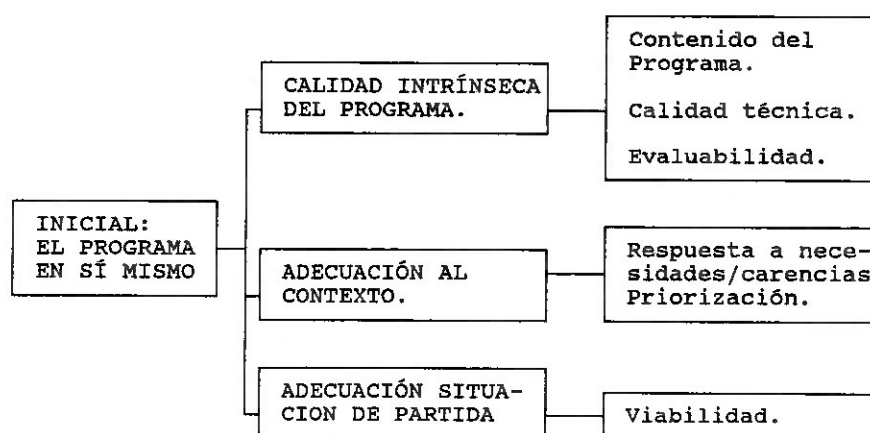 INICIAL:
EL PROGRAMA
EN SÍ MISMO
CALIDAD INTRÍNSECA
DEL PROGRAMA.
Contenido del
Programa.
Calidad técnica.
Evaluabilidad.
ADECUACIÓN AL
CONTEXTO.
Respuesta a nece-
sidades/carencias
Priorización.
ADECUACIÓN SITUA-
CION DE PARTIDA
Viabilidad.